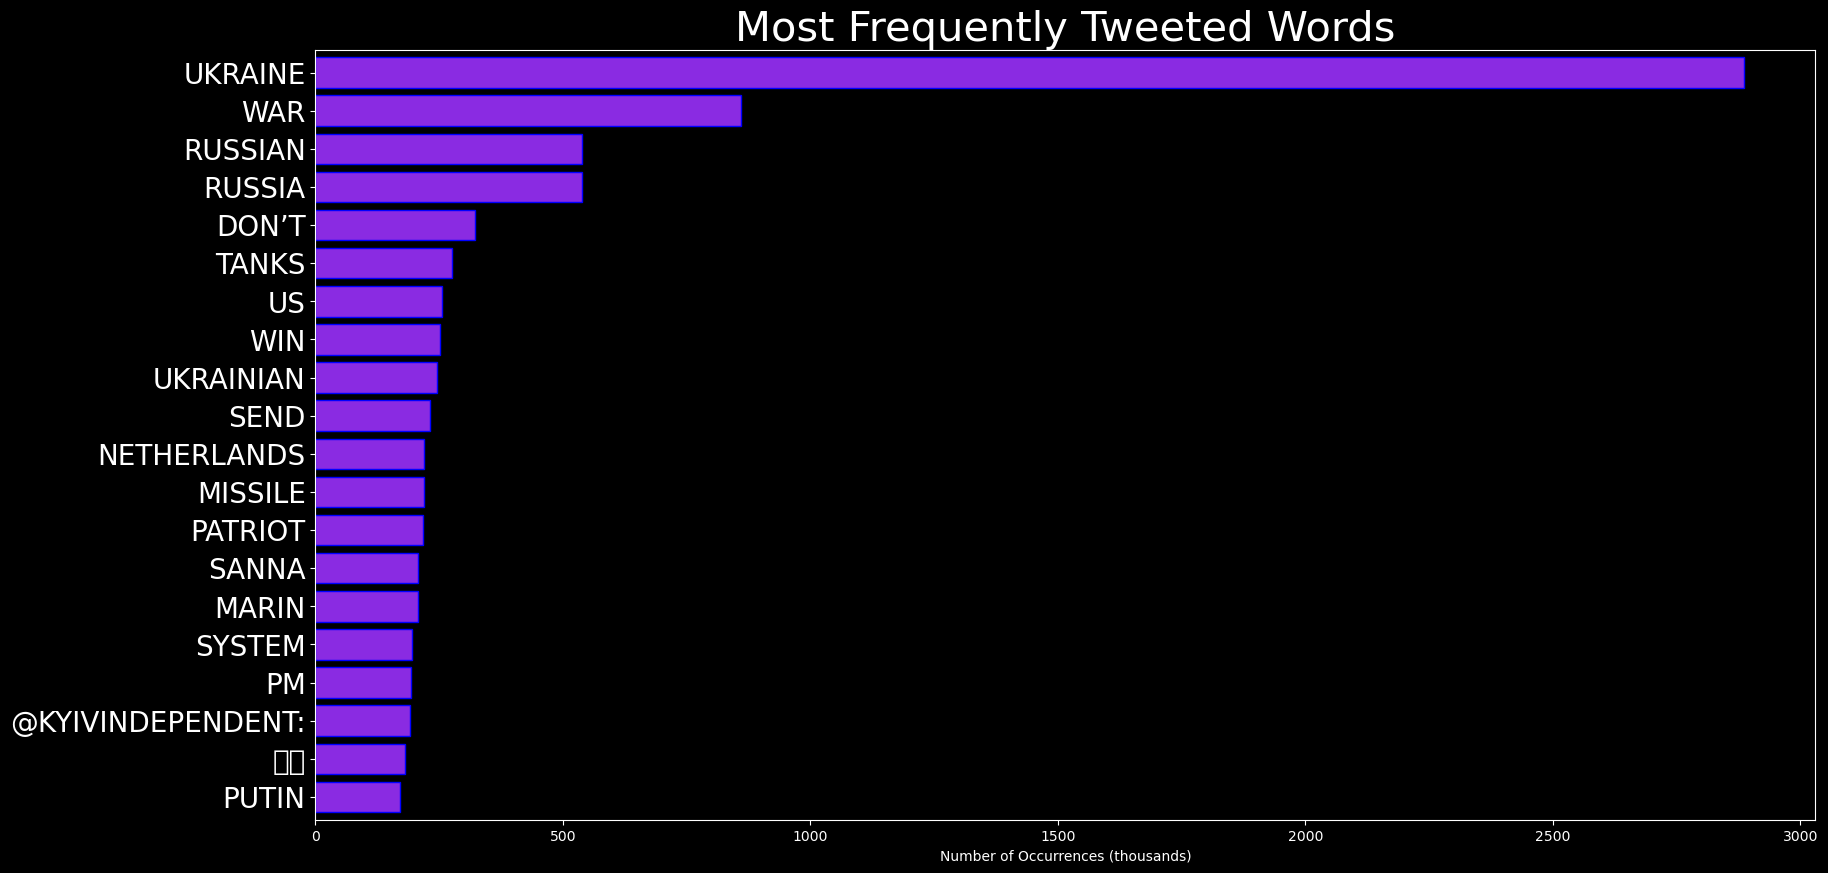 Most Frequently Tweeted Words
UKRAINE
WAR
RUSSIAN
RUSSIA
DON’T
TANKS
US
WIN
UKRAINIAN
SEND
NETHERLANDS
MISSILE
PATRIOT
SANNA
MARIN
SYSTEM
PM
@KYIVINDEPENDENT:
PUTIN
0 500 1000 1500 2000 2500 3000
Number of Occurrences (thousands)